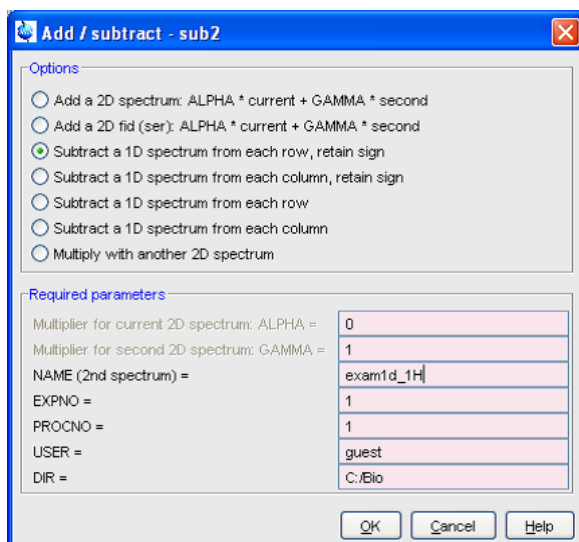 Add / subtract - sub2
Options
Add a 2D spectrum: ALPHA * current + GAMMA * second
Add a 2D fid (ser): ALPHA * current + GAMMA * second
Subtract a 1D spectrum from each row, retain sign
Subtract a 1D spectrum from each column, retain sign
Subtract a 1D spectrum from each row
Subtract a 1D spectrum from each column
Multiply with another 2D spectrum
Required parameters
Multiplier for current 2D spectrum: ALPHA = 0
Multiplier for second 2D spectrum: GAMMA = 1
NAME (2nd spectrum) = exam1d_1H
EXPNO = 1
PROCNO = 1
USER = guest
DIR = C:/Bio
OK Cancel Help